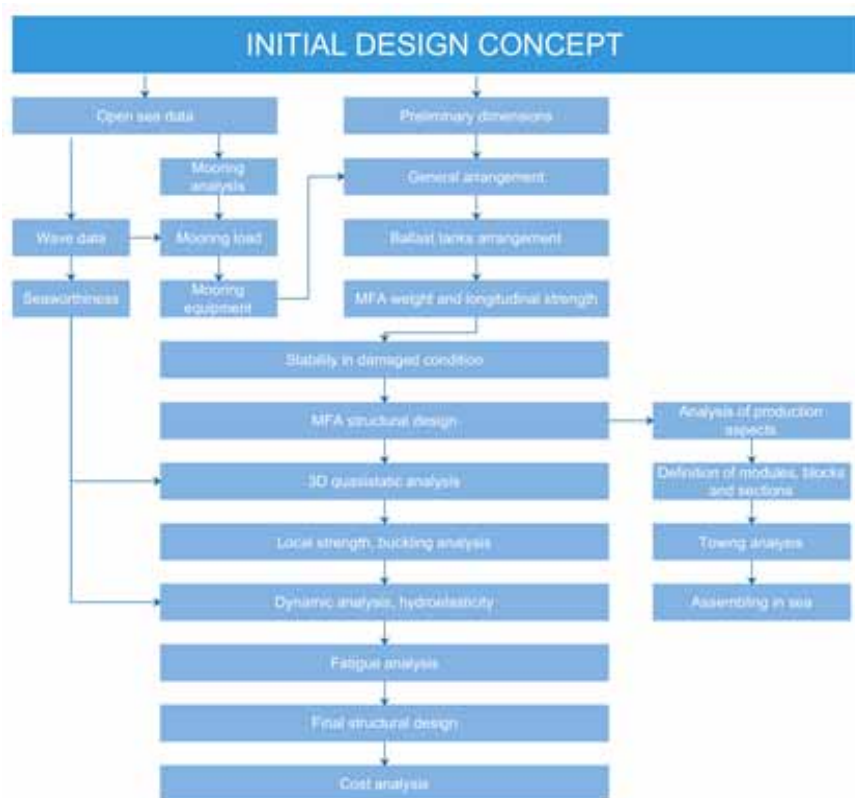 INITIAL DESIGN CONCEPT
Open sea data
Preliminary dimensions
Mooring
analysis
General arrangement
Wave data
Mooring load
Ballast tanks arrangement
Seaworthiness
Mooring
equipment
MFA weight and longitudinal strength
Stability in damaged condition
MFA structural design
Analysis of production
aspects
3D quasistatic analysis
Definition of modules, blocks
and sections
Local strength, buckling analysis
Towing analysis
Dynamic analysis, hydroelasticity
Assembling in sea
Fatigue analysis
Final structural design
Cost analysis